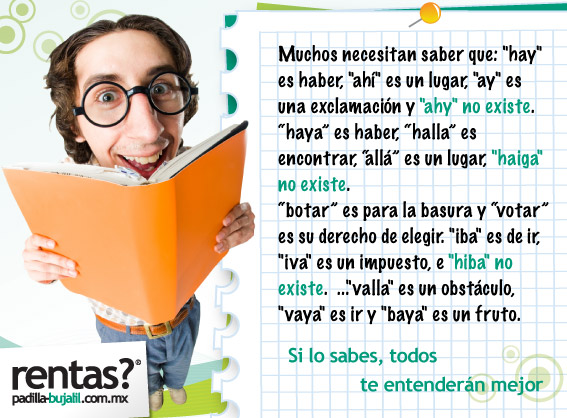 Muchos necesitan saber que: "hay"
es haber, "ahí" es un lugar, "ay" es
una exclamación y "ahy" no existe.
"haya" es haber, "halla" es
encontrar, "allá" es un lugar, "haiga"
no existe.
"botar" es para la basura y "votar"
es su derecho de elegir. "iba" es de ir,
"iva" es un impuesto, e "hiba" no
existe. ..."valla" es un obstáculo,
"vaya" es ir y "baya" es un fruto.
Si lo sabes, todos
te entenderán mejor
rentas?®
padilla-bujalil.com.mx